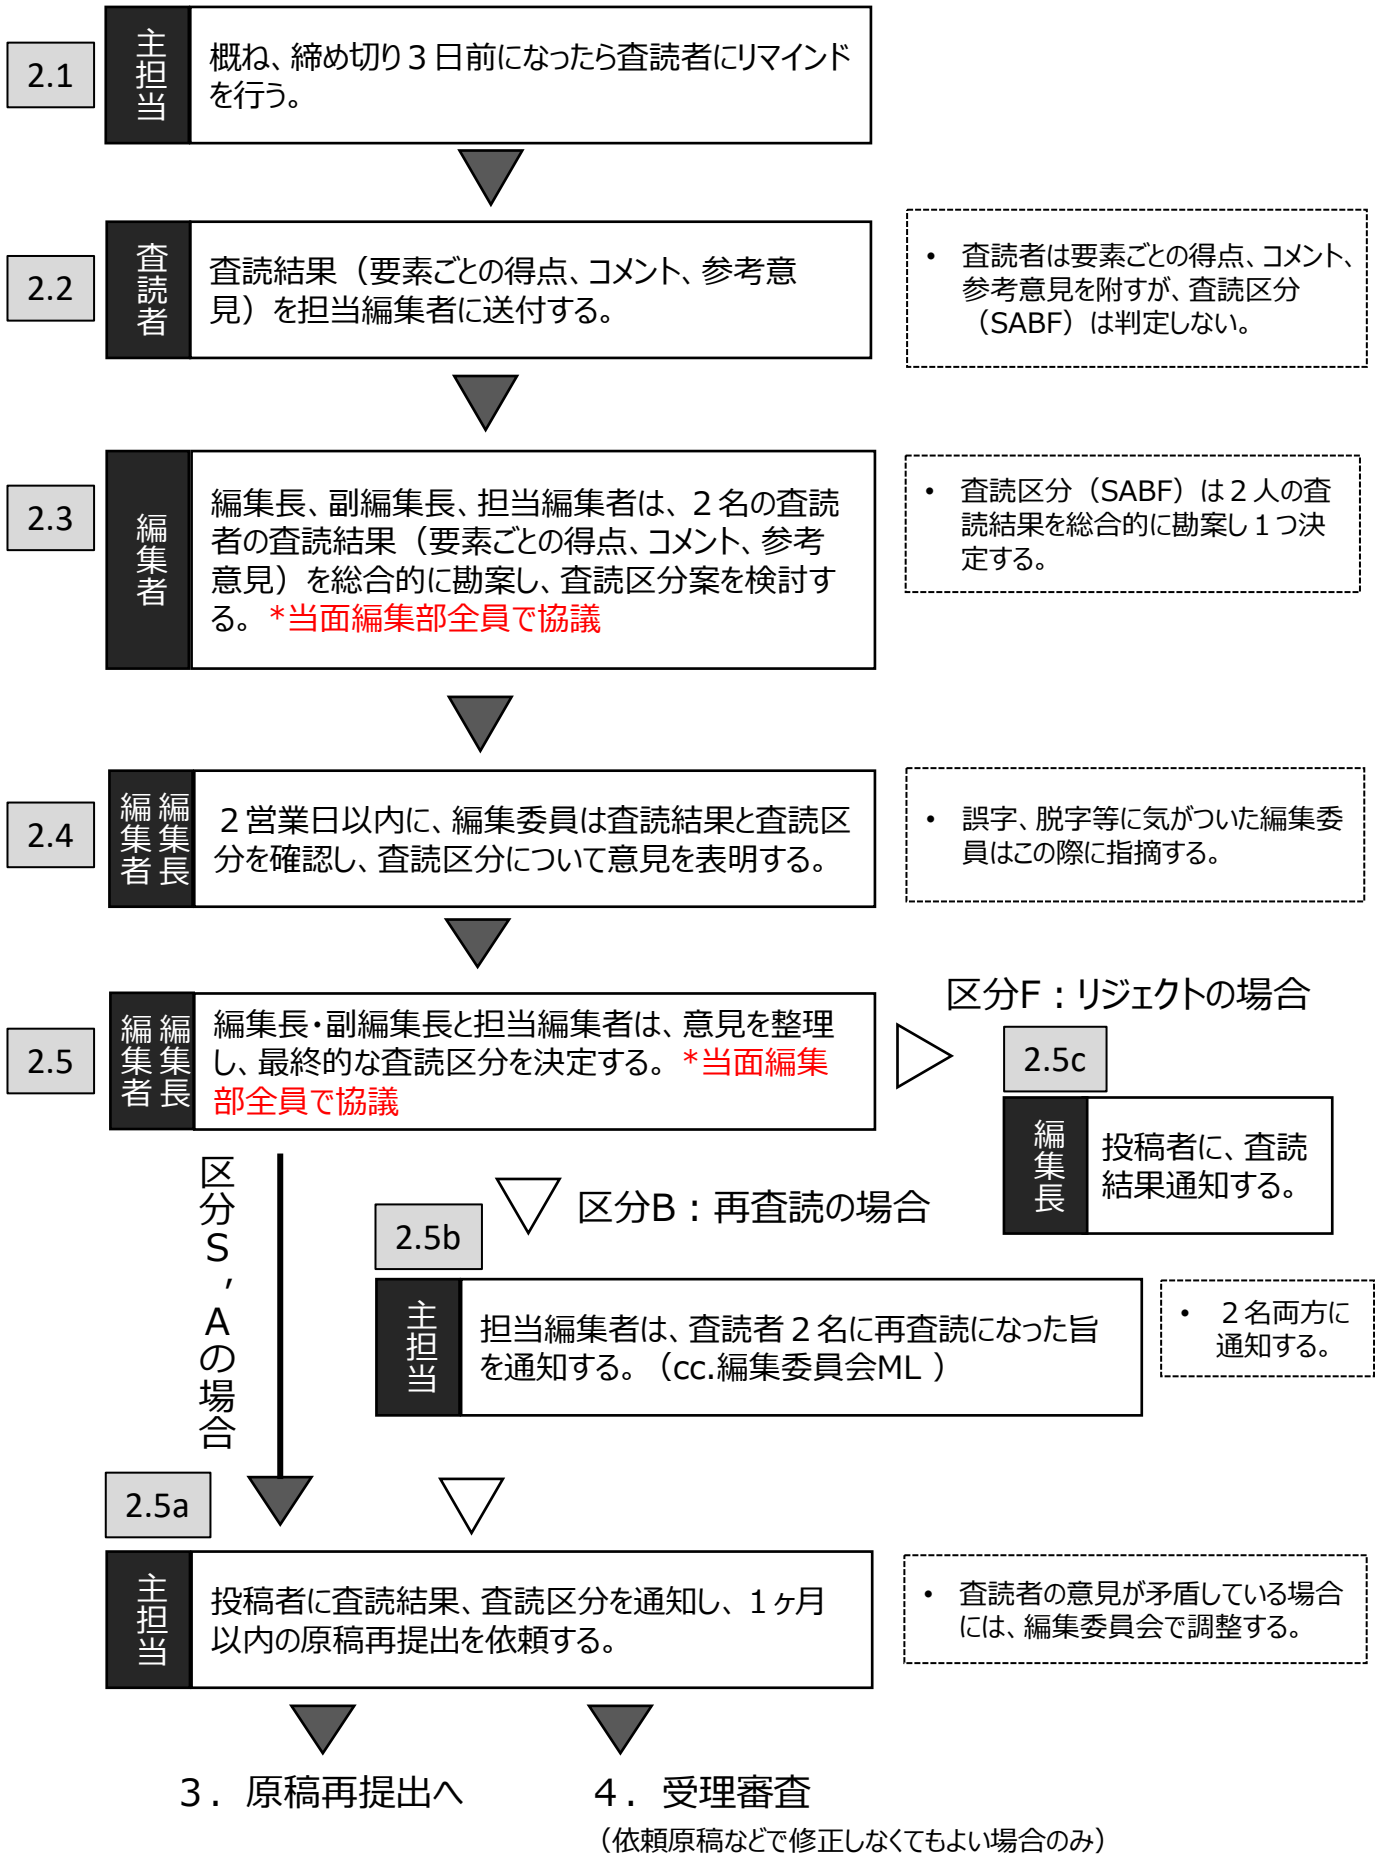 2.1
主担当
概ね、締め切り３日前になったら査読者にリマインド
を行う。
2.2
査読者
査読結果（要素ごとの得点、コメント、参考意
見）を担当編集者に送付する。
• 査読者は要素ごとの得点、コメント、
参考意見を附すが、査読区分
（SABF）は判定しない。
2.3
編集者
編集長、副編集長、担当編集者は、２名の査読
者の査読結果（要素ごとの得点、コメント、参考
意見）を総合的に勘案し、査読区分案を検討す
る。*当面編集部全員で協議
• 査読区分（SABF）は２人の査
読結果を総合的に勘案し１つ決
定する。
2.4
編集長
編集者
２営業日以内に、編集委員は査読結果と査読区
分を確認し、査読区分について意見を表明する。
• 誤字、脱字等に気がついた編集委
員はこの際に指摘する。
2.5
編集長
編集者
編集長・副編集長と担当編集者は、意見を整理
し、最終的な査読区分を決定する。*当面編集
部全員で協議
区分F：リジェクトの場合
2.5c
編集長
投稿者に、査読
結果通知する。
区分S，Aの場合
区分B：再査読の場合
2.5b
主担当
担当編集者は、査読者２名に再査読になった旨
を通知する。（cc.編集委員会ML ）
• ２名両方に
通知する。
2.5a
主担当
投稿者に査読結果、査読区分を通知し、１ヶ月
以内の原稿再提出を依頼する。
• 査読者の意見が矛盾している場合
には、編集委員会で調整する。
３．原稿再提出へ
４．受理審査
（依頼原稿などで修正しなくてもよい場合のみ）